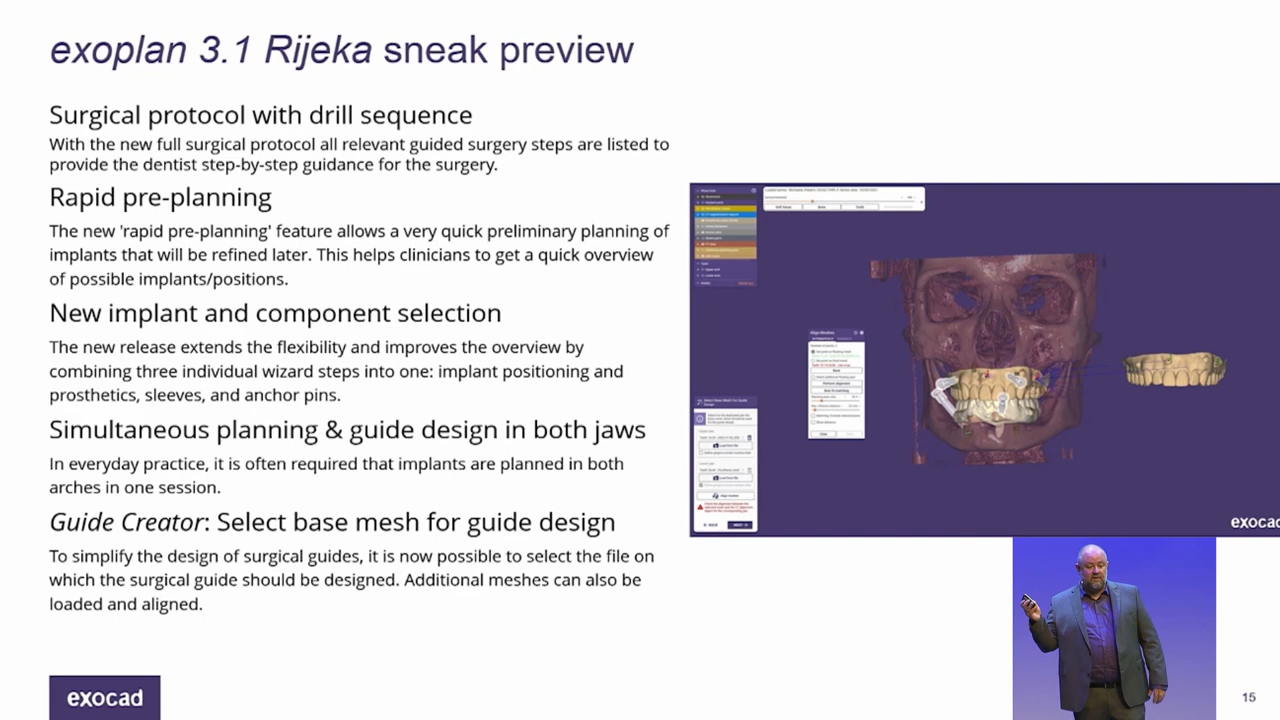 exoplan 3.1 Rijeka sneak preview
Surgical protocol with drill sequence
With the new full surgical protocol all relevant guided surgery steps are listed to
provide the dentist step-by-step guidance for the surgery.
Rapid pre-planning
The new 'rapid pre-planning' feature allows a very quick preliminary planning of
implants that will be refined later. This helps clinicians to get a quick overview
of possible implants/positions.
New implant and component selection
The new release extends the flexibility and improves the overview by
combining three individual wizard steps into one: implant positioning and
prosthetics, sleeves, and anchor pins.
Simultaneous planning & guide design in both jaws
In everyday practice, it is often required that implants are planned in both
arches in one session.
Guide Creator: Select base mesh for guide design
To simplify the design of surgical guides, it is now possible to select the file on
which the surgical guide should be designed. Additional meshes can also be
loaded and aligned.
Align Meshes
exocad
exocad
15